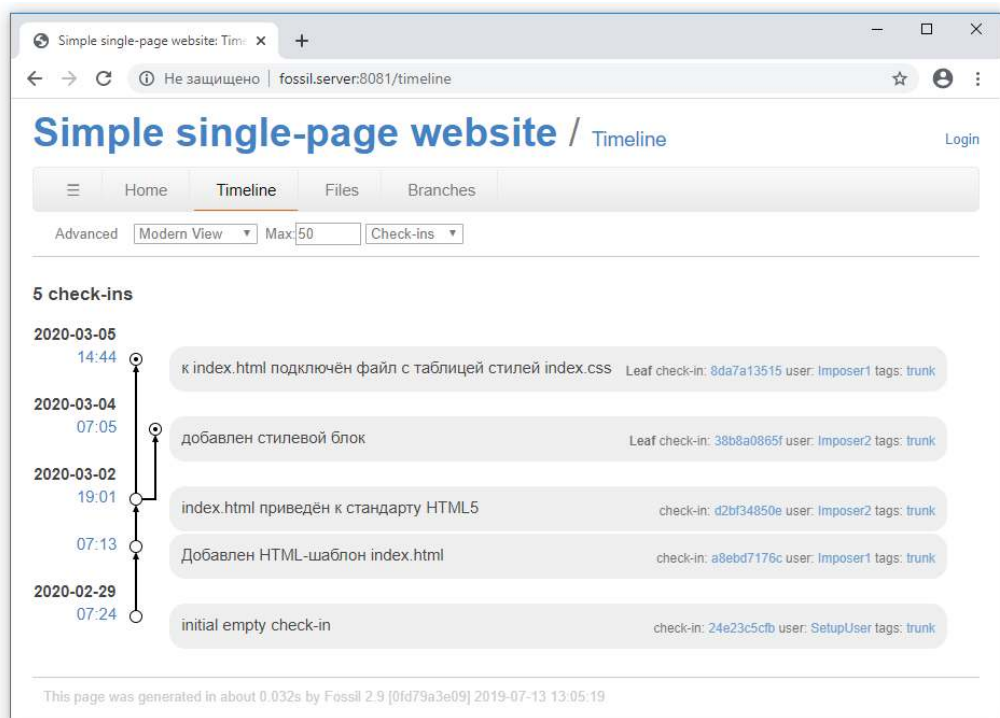 Simple single-page website: Time
Не защищено | fossil.server:8081/timeline
Simple single-page website / Timeline
Login
☰ Home Timeline Files Branches
Advanced Modern View Max: 50 Check-ins
5 check-ins
2020-03-05
14:44 к index.html подключён файл с таблицей стилей index.css Leaf check-in: 8da7a13515 user: Imposer1 tags: trunk
2020-03-04
07:05 добавлен стилевой блок Leaf check-in: 38b8a0865f user: Imposer2 tags: trunk
2020-03-02
19:01 index.html приведён к стандарту HTML5 check-in: d2bf34850e user: Imposer2 tags: trunk
07:13 Добавлен HTML-шаблон index.html check-in: a8ebd7176c user: Imposer1 tags: trunk
2020-02-29
07:24 initial empty check-in check-in: 24e23c5cfb user: SetupUser tags: trunk
This page was generated in about 0.032s by Fossil 2.9 [0fd79a3e09] 2019-07-13 13:05:19